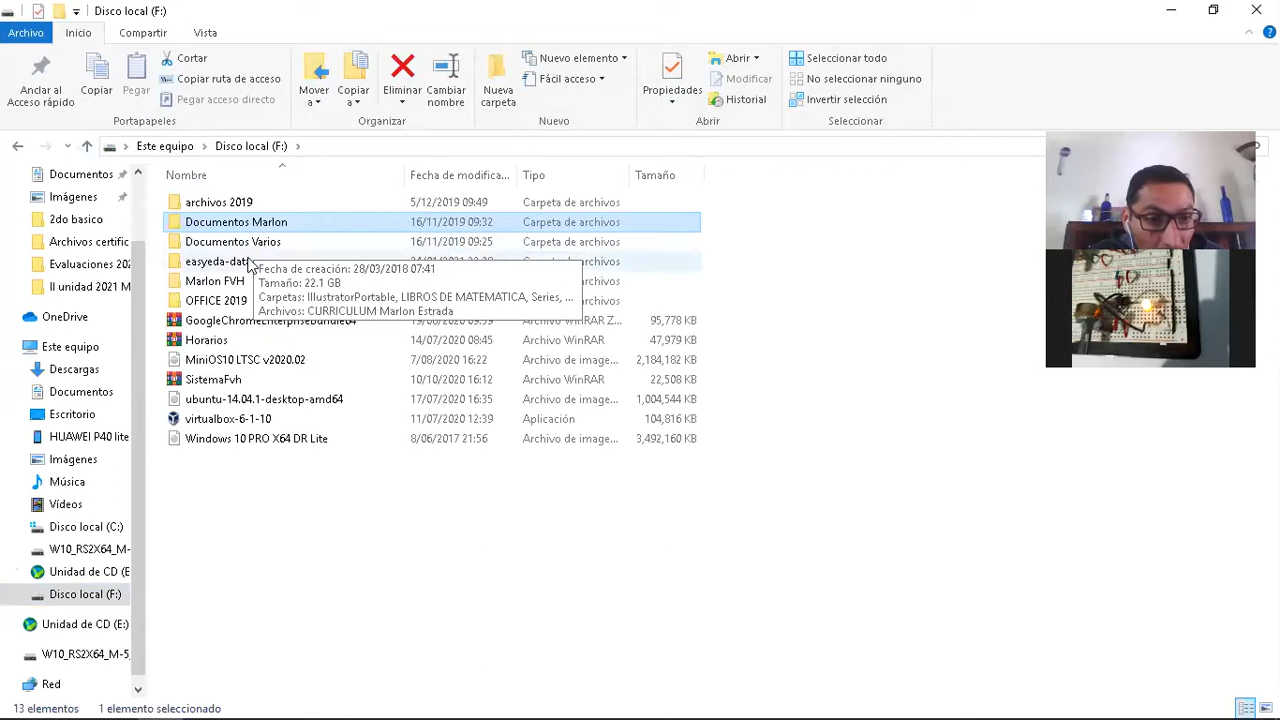 Disco local (F:)
Archivo Inicio Compartir Vista
Anclar al Acceso rápido
Copiar
Pegar
Cortar
Copiar ruta de acceso
Pegar acceso directo
Portapapeles
Mover a
Copiar a
Eliminar
Cambiar nombre
Organizar
Nueva carpeta
Nuevo elemento
Fácil acceso
Nuevo
Propiedades
Abrir
Modificar
Historial
Abrir
Seleccionar todo
No seleccionar ninguno
Invertir selección
Seleccionar
Este equipo > Disco local (F:) >
Documentos
Imágenes
2do basico
Archivos certific
Evaluaciones 202
II unidad 2021 M
OneDrive
Este equipo
Descargas
Documentos
Escritorio
HUAWEI P40 lite
Imágenes
Música
Vídeos
Disco local (C:)
W10_RS2X64_M-
Unidad de CD (E
Disco local (F:)
Unidad de CD (E:)
W10_RS2X64_M-5
Red
Nombre Fecha de modifica... Tipo Tamaño
archivos 2019 5/12/2019 09:49 Carpeta de archivos
Documentos Marlon 16/11/2019 09:32 Carpeta de archivos
Documentos Varios 16/11/2019 09:25 Carpeta de archivos
easyeda-dat
Marlon FVH
OFFICE 2019
Fecha de creación: 28/03/2018 07:41
Tamaño: 22.1 GB
Carpetas: IllustratorPortable, LIBROS DE MATEMATICA, Series, ...
Archivos: CURRICULUM Marlon Estrada
Archivo WinRAR Z... 95,778 KB
Horarios 14/07/2020 08:45 Archivo WinRAR 47,979 KB
MiniOS10 LTSC v2020.02 7/08/2020 16:22 Archivo de image... 2,184,182 KB
SistemaFvh 10/10/2020 16:12 Archivo WinRAR 22,508 KB
ubuntu-14.04.1-desktop-amd64 17/07/2020 16:35 Archivo de image... 1,004,544 KB
virtualbox-6-1-10 11/07/2020 12:39 Aplicación 104,816 KB
Windows 10 PRO X64 DR Lite 8/06/2017 21:56 Archivo de image... 3,492,160 KB
13 elementos 1 elemento seleccionado